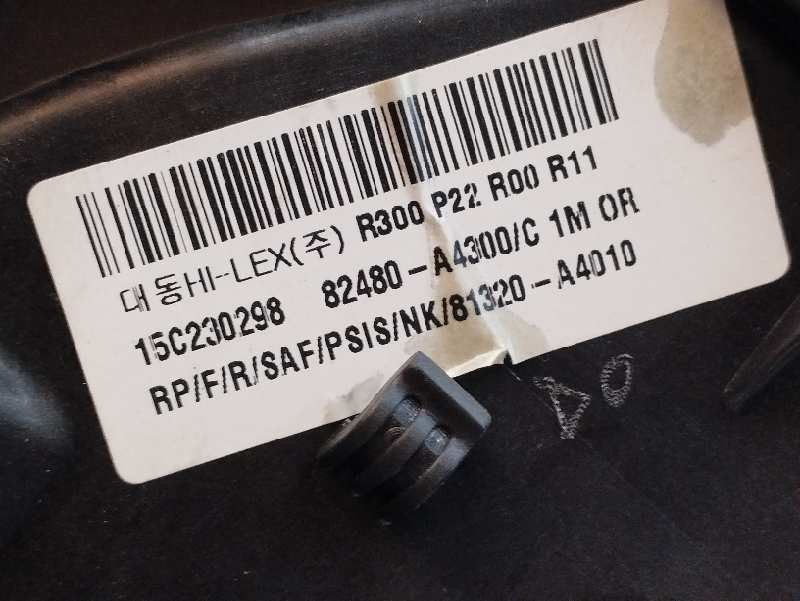 대동HI-LEX(주) R300 P22 R00 R11
15C230298 82480-A4300/C 1M OR
RP/F/R/SAF/PSIS/NK/81320-A4010